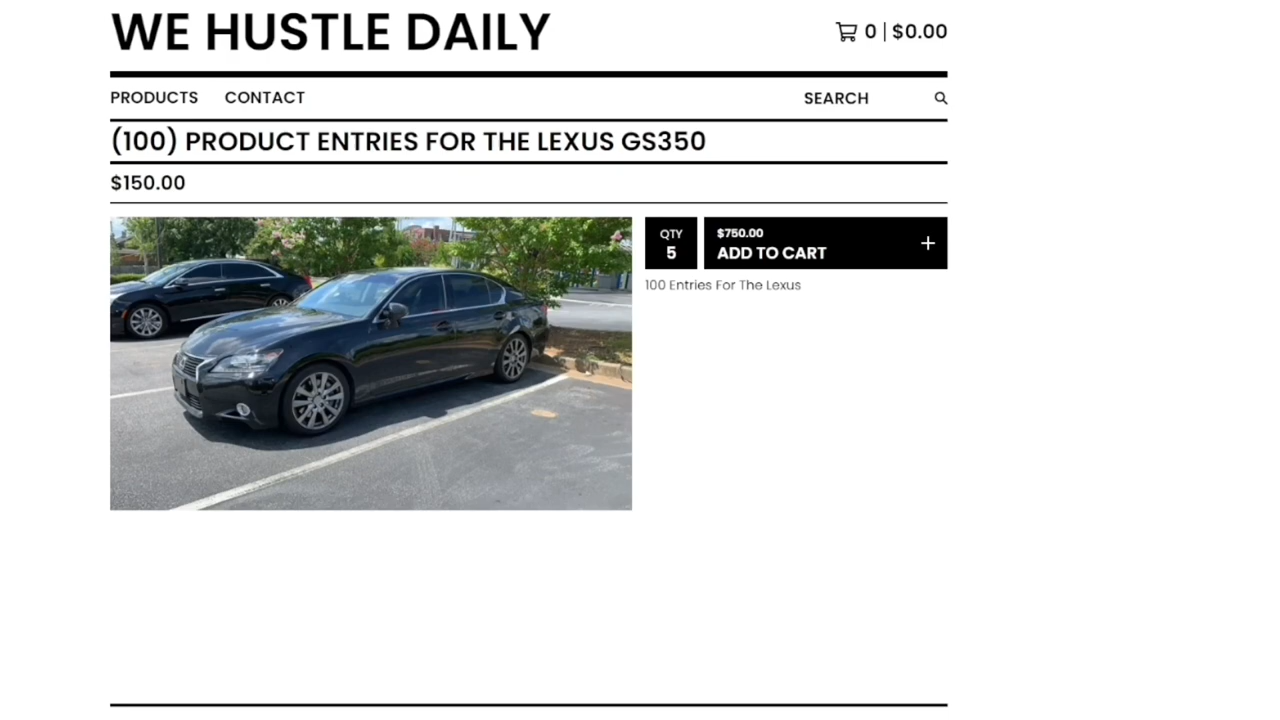 WE HUSTLE DAILY
0 | $0.00
PRODUCTS CONTACT SEARCH
(100) PRODUCT ENTRIES FOR THE LEXUS GS350
$150.00
QTY
5
$750.00
ADD TO CART +
100 Entries For The Lexus